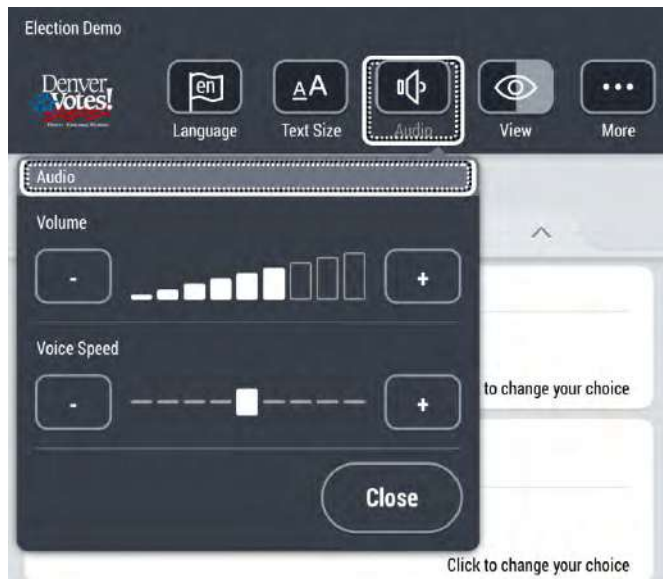 Election Demo
Denver
Votes!
en
AA
Language
Text Size
Audio
View
More
Audio
Volume
-
+
Voice Speed
-
+
to change your choice
Close
Click to change your choice